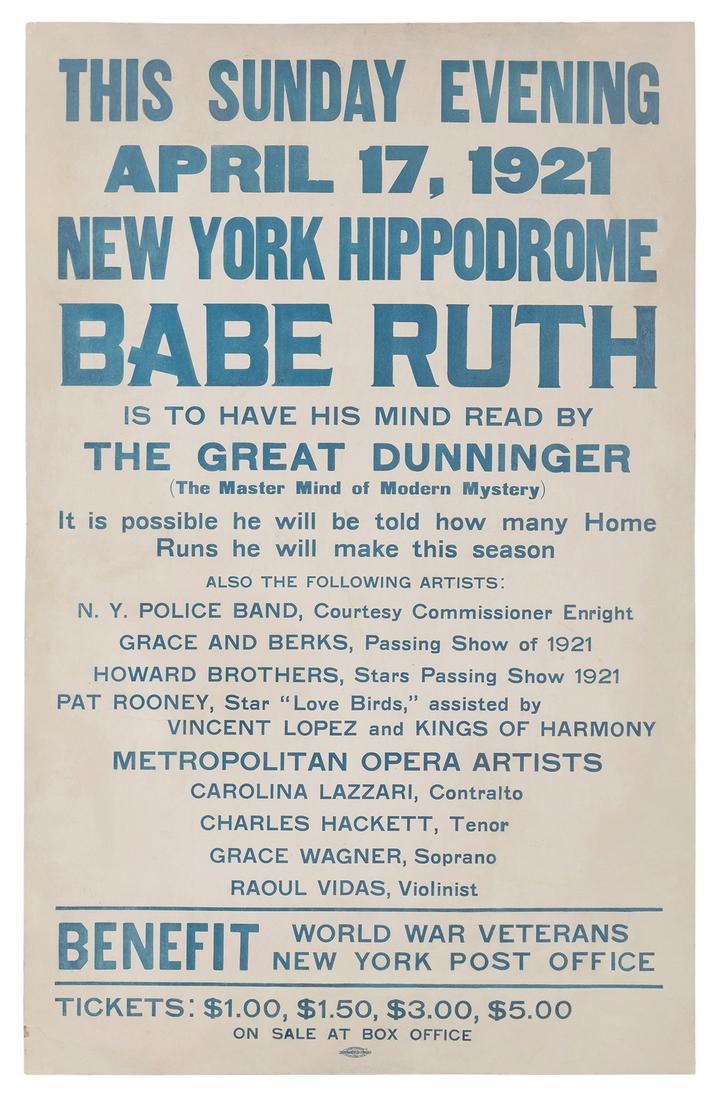 THIS SUNDAY EVENING
APRIL 17, 1921
NEW YORK HIPPODROME
BABE RUTH
IS TO HAVE HIS MIND READ BY
THE GREAT DUNNINGER
(The Master Mind of Modern Mystery)
It is possible he will be told how many Home
Runs he will make this season
ALSO THE FOLLOWING ARTISTS:
N. Y. POLICE BAND, Courtesy Commissioner Enright
GRACE AND BERKS, Passing Show of 1921
HOWARD BROTHERS, Stars Passing Show 1921
PAT ROONEY, Star “Love Birds,” assisted by
VINCENT LOPEZ and KINGS OF HARMONY
METROPOLITAN OPERA ARTISTS
CAROLINA LAZZARI, Contralto
CHARLES HACKETT, Tenor
GRACE WAGNER, Soprano
RAOUL VIDAS, Violinist
BENEFIT WORLD WAR VETERANS
NEW YORK POST OFFICE
TICKETS: $1.00, $1.50, $3.00, $5.00
ON SALE AT BOX OFFICE